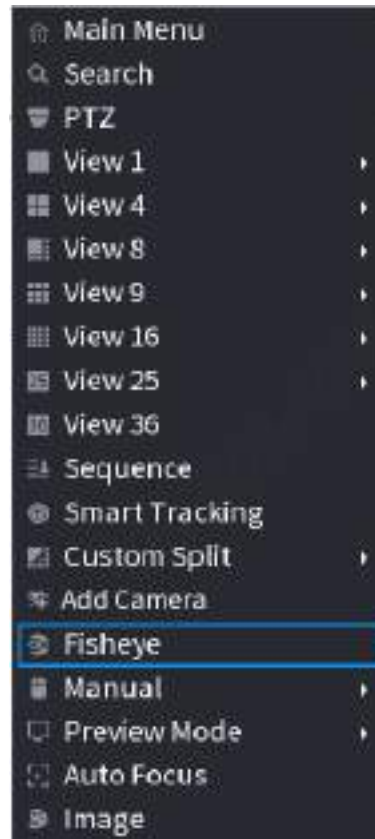 Main Menu
Search
PTZ
View 1
View 4
View 8
View 9
View 16
View 25
View 36
Sequence
Smart Tracking
Custom Split
Add Camera
Fisheye
Manual
Preview Mode
Auto Focus
Image